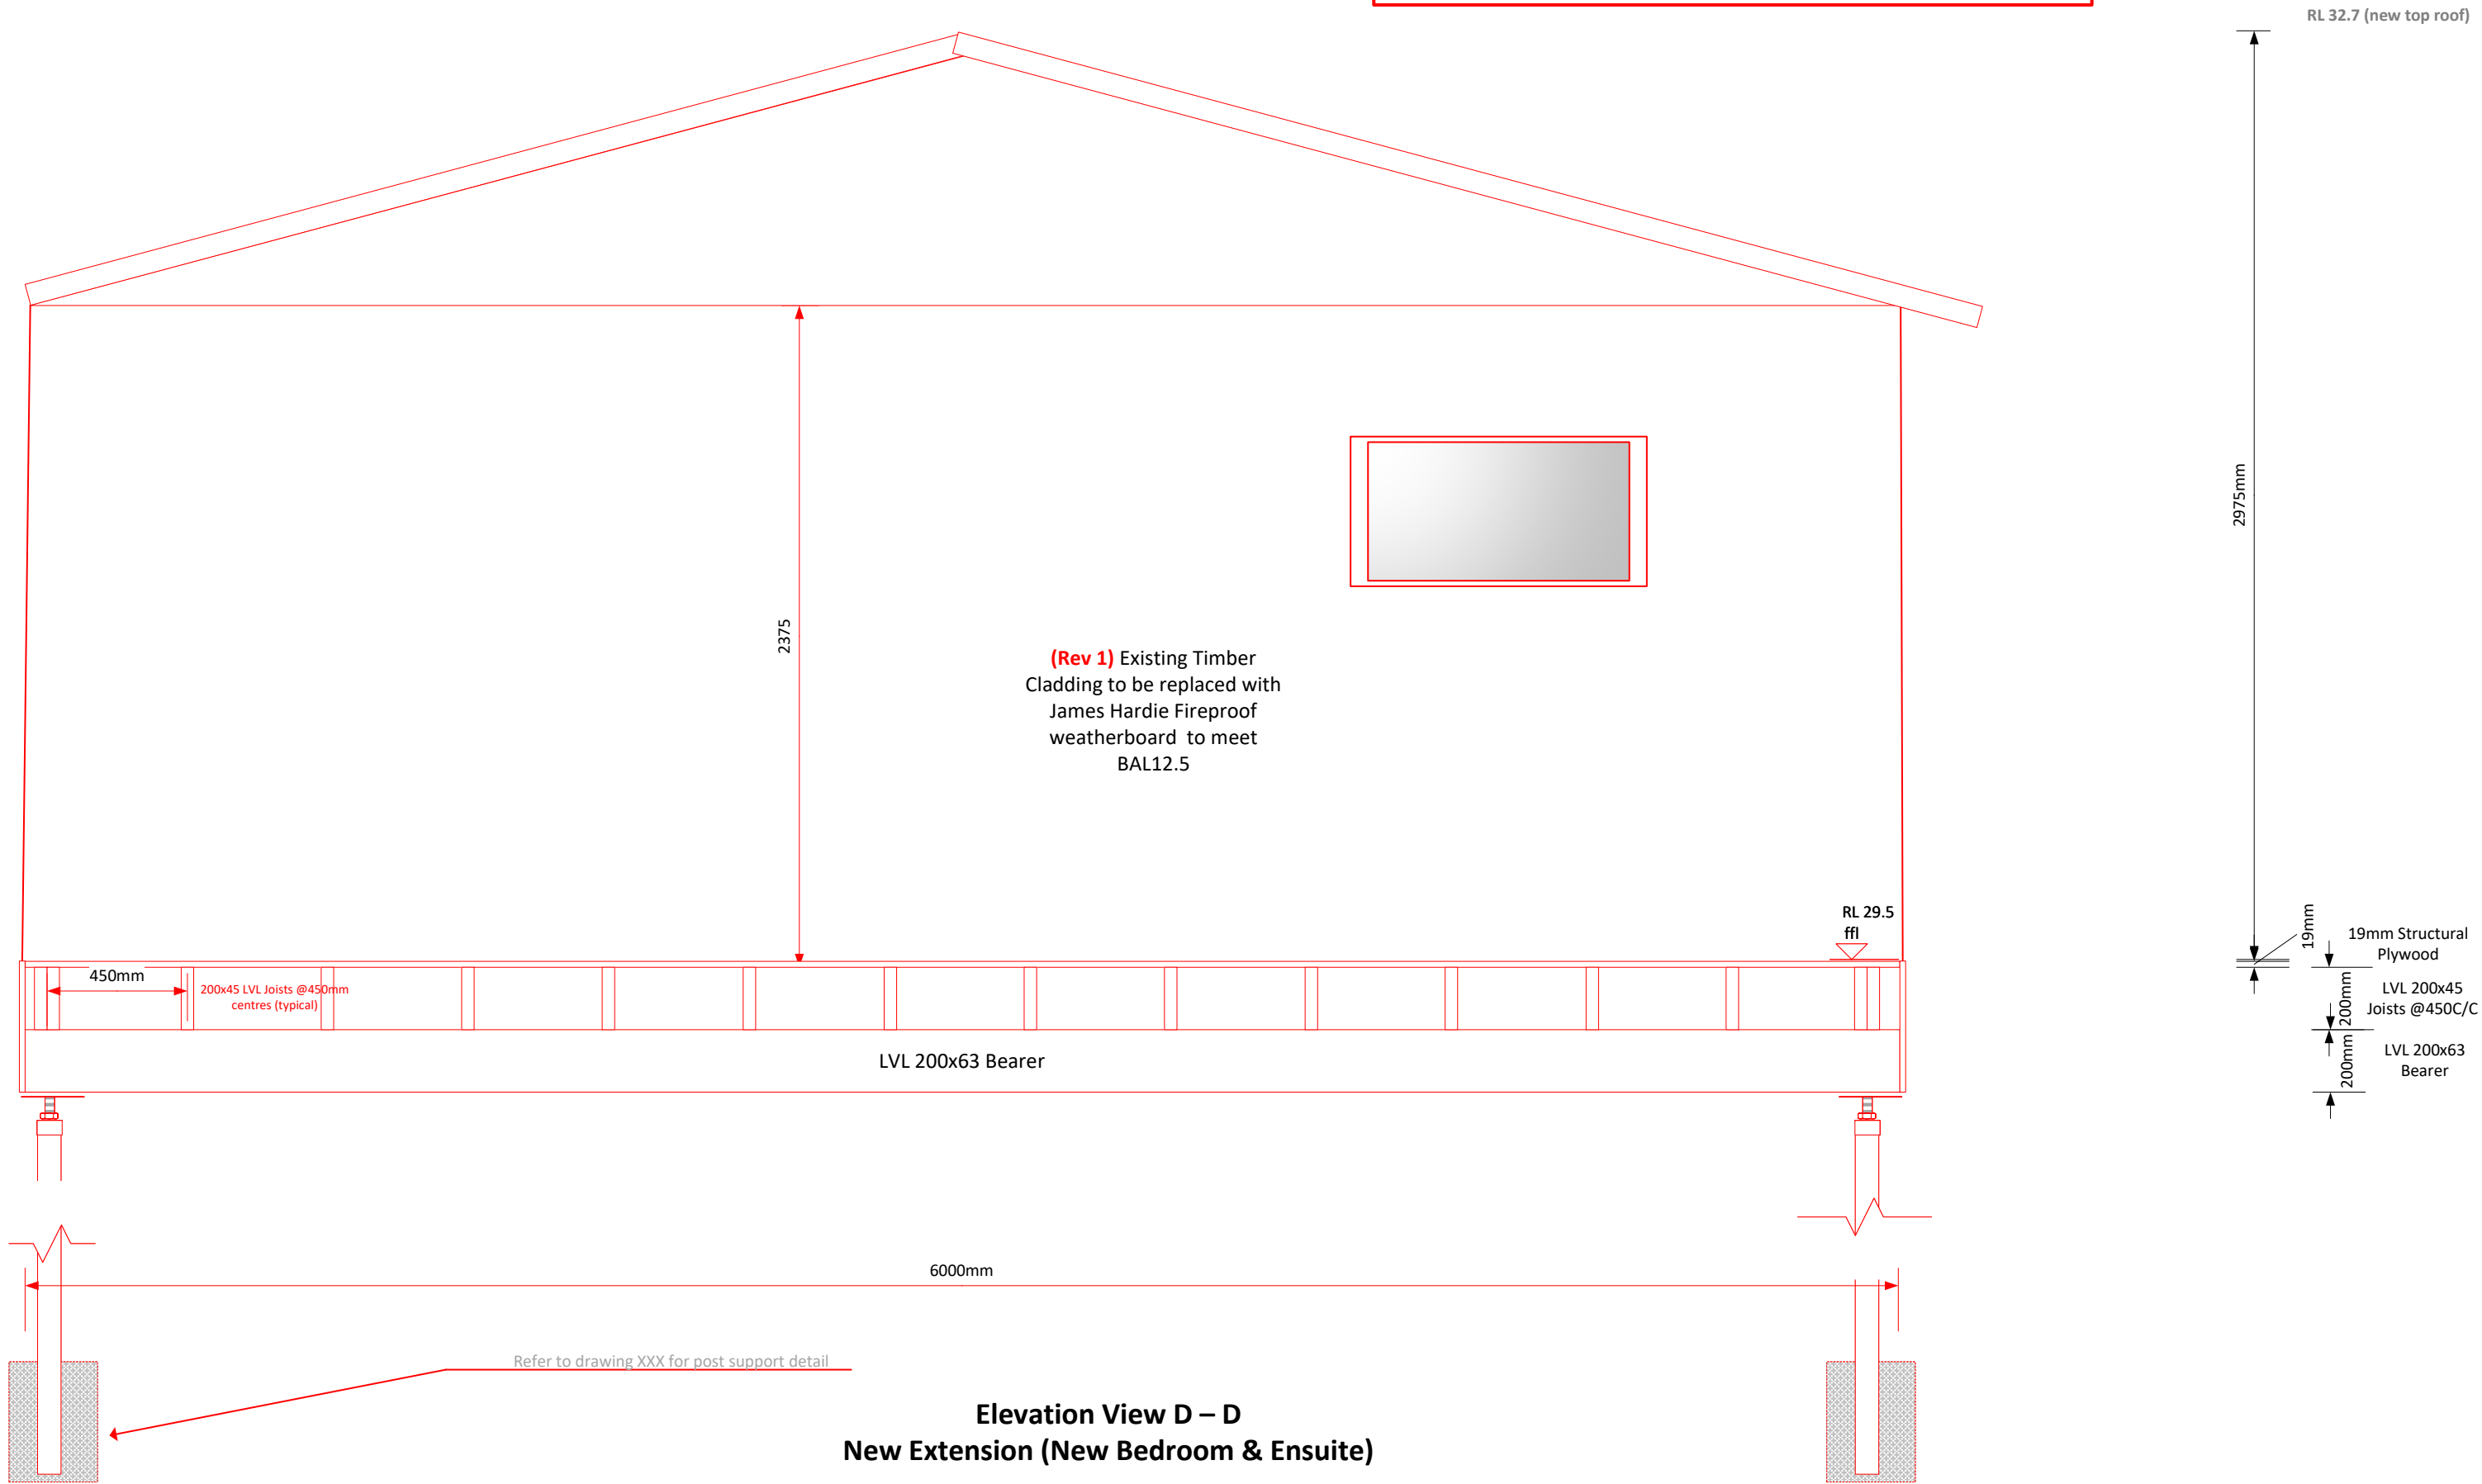 RL 32.7 (new top roof)
2975mm
2375
(Rev 1) Existing Timber
Cladding to be replaced with
James Hardie Fireproof
weatherboard to meet
BAL12.5
RL 29.5
ffl
19mm
19mm Structural
Plywood
450mm
200x45 LVL Joists @450mm
centres (typical)
200mm
LVL 200x45
Joists @450C/C
LVL 200x63 Bearer
200mm
LVL 200x63
Bearer
6000mm
Refer to drawing XXX for post support detail
Elevation View D – D
New Extension (New Bedroom & Ensuite)